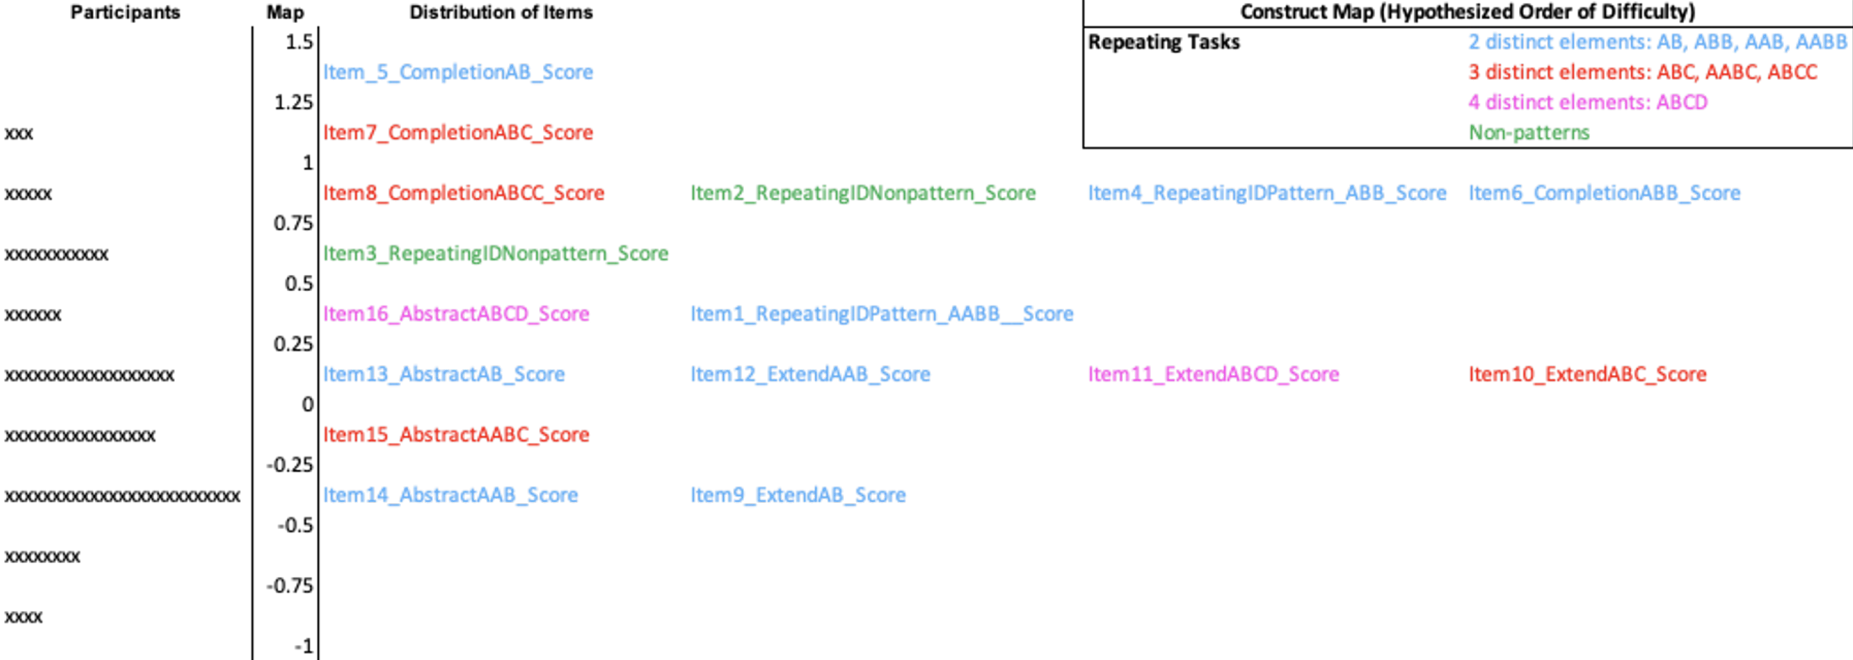 Participants Map Distribution of Items Construct Map (Hypothesized Order of Difficulty)
1.5 Repeating Tasks 2 distinct elements: AB, ABB, AAB, AABB
Item_5_CompletionAB_Score 3 distinct elements: ABC, AABC, ABCC
1.25 4 distinct elements: ABCD
xxx Item7_CompletionABC_Score Non-patterns
1
xxxxx Item8_CompletionABCC_Score Item2_RepeatingIDNonpattern_Score Item4_RepeatingIDPattern_ABB_Score Item6_CompletionABB_Score
0.75
xxxxxxxxxxx Item3_RepeatingIDNonpattern_Score
0.5
xxxxxx Item16_AbstractABCD_Score Item1_RepeatingIDPattern_AABB__Score
0.25
xxxxxxxxxxxxxxxxxx Item13_AbstractAB_Score Item12_ExtendAAB_Score Item11_ExtendABCD_Score Item10_ExtendABC_Score
0
xxxxxxxxxxxxxxxx Item15_AbstractAABC_Score
-0.25
xxxxxxxxxxxxxxxxxxxxxxxxx Item14_AbstractAAB_Score Item9_ExtendAB_Score
-0.5
xxxxxxxx
-0.75
xxxx
-1